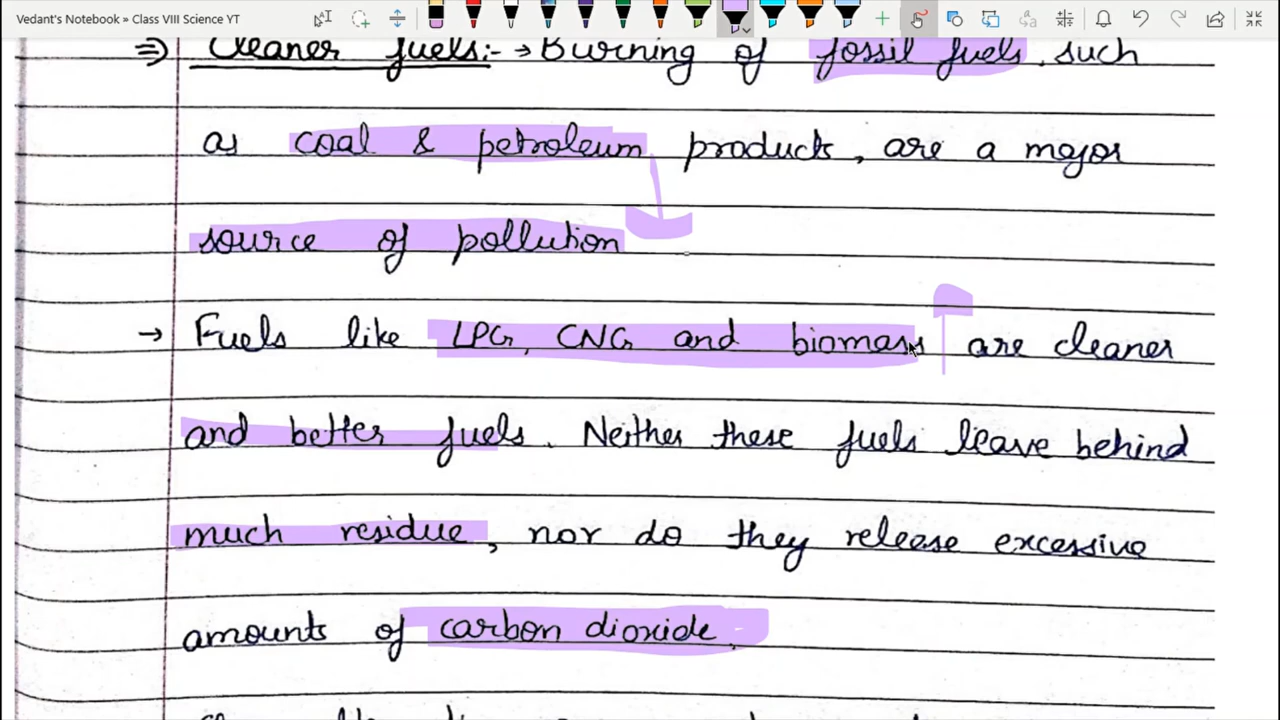 Vedant's Notebook » Class VIII Science YT
⇒ Cleaner fuels:- → Burning of fossil fuels, such
as coal & petroleum products, are a major
source of pollution
→ Fuels like LPG, CNG and biomass are cleaner
and better fuels. Neither these fuels leave behind
much residue, nor do they release excessive
amounts of carbon dioxide.